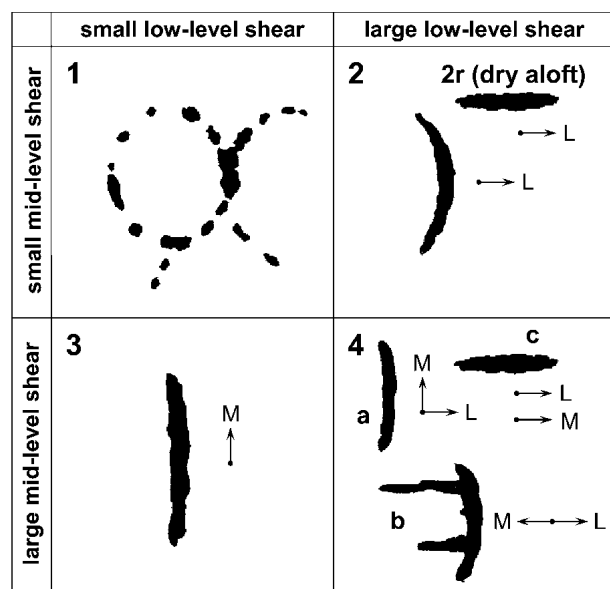 small low-level shear
large low-level shear
small mid-level shear
1
2
2r (dry aloft)
L
L
large mid-level shear
3
M
4
c
M
L
a
L
M
b
M
L